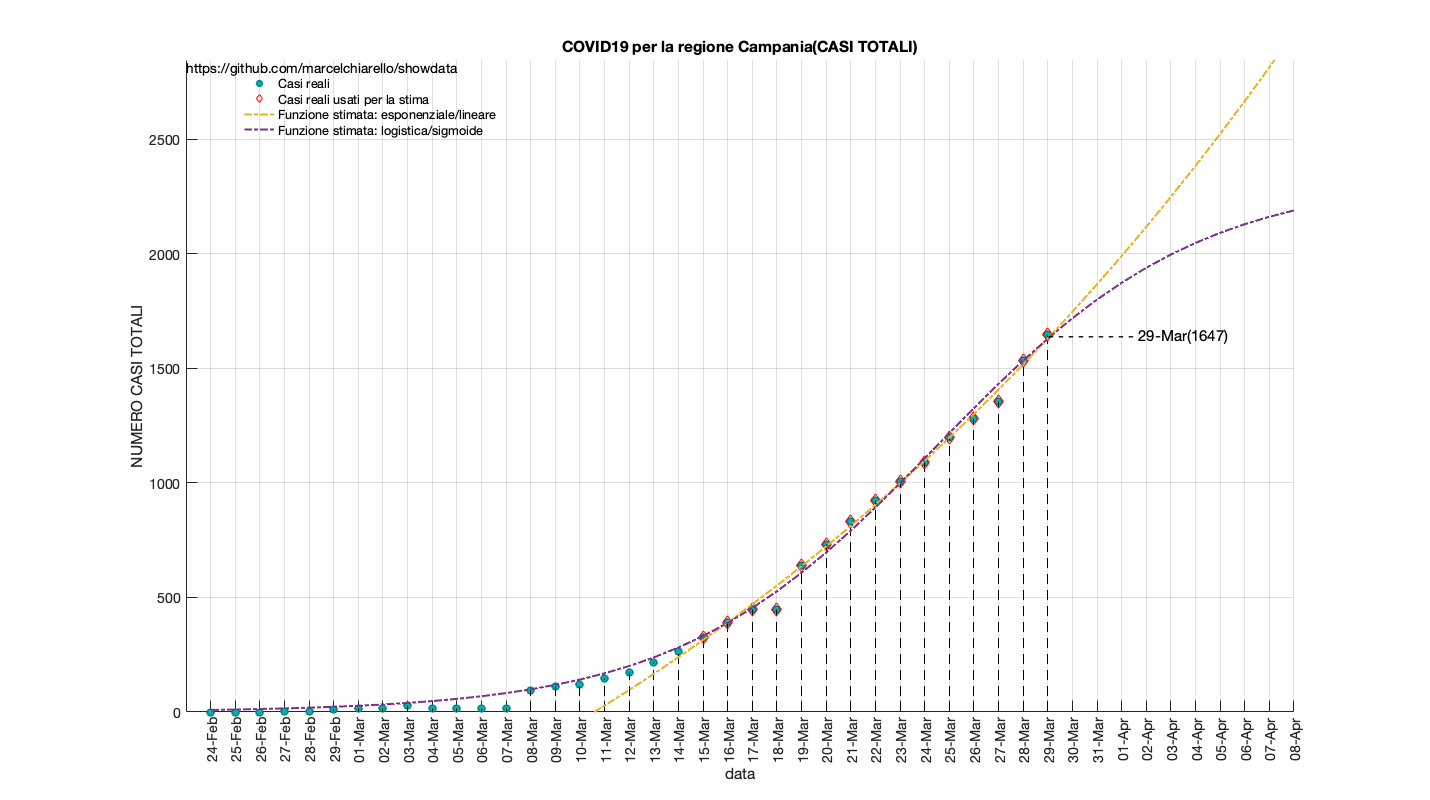 COVID19 per la regione Campania(CASI TOTALI)
https://github.com/marcelchiarello/showdata
Casi reali
Casi reali usati per la stima
Funzione stimata: esponenziale/lineare
Funzione stimata: logistica/sigmoide
NUMERO CASI TOTALI
2500
2000
1500
1000
500
0
29-Mar(1647)
24-Feb
25-Feb
26-Feb
27-Feb
28-Feb
29-Feb
01-Mar
02-Mar
03-Mar
04-Mar
05-Mar
06-Mar
07-Mar
08-Mar
09-Mar
10-Mar
11-Mar
12-Mar
13-Mar
14-Mar
15-Mar
16-Mar
17-Mar
18-Mar
19-Mar
20-Mar
21-Mar
22-Mar
23-Mar
24-Mar
25-Mar
26-Mar
27-Mar
28-Mar
29-Mar
30-Mar
31-Mar
01-Apr
02-Apr
03-Apr
04-Apr
05-Apr
06-Apr
07-Apr
08-Apr
data